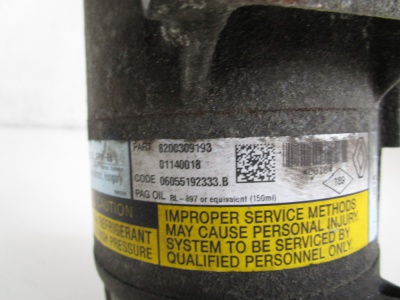 PART 8200309193
01140018
CODE 06055192333.B
PAG OIL RL-897 or equivalent (150ml)
185
CAUTION
REFRIGERANT
PRESSURE
IMPROPER SERVICE METHODS
MAY CAUSE PERSONAL INJURY.
SYSTEM TO BE SERVICED BY
QUALIFIED PERSONNEL ONLY.